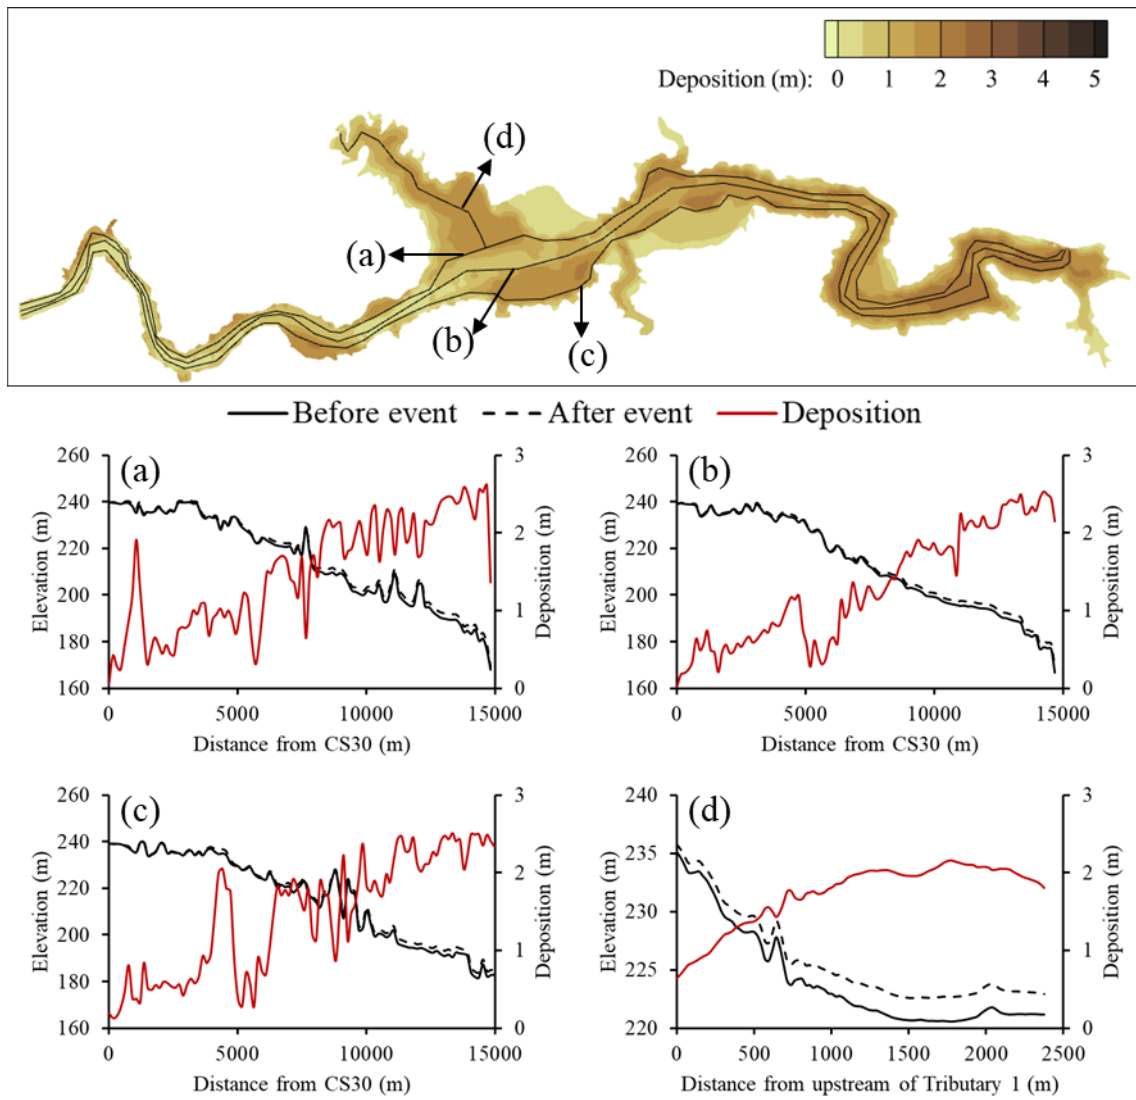 Deposition (m): 0 1 2 3 4 5
(d)
(a)
(b)
(c)
Before event After event Deposition
(a)
260
240
220
200
180
160
Elevation (m)
3
2
1
0
Deposition (m)
0 5000 10000 15000
Distance from CS30 (m)
(b)
260
240
220
200
180
160
Elevation (m)
3
2
1
0
Deposition (m)
0 5000 10000 15000
Distance from CS30 (m)
(c)
260
240
220
200
180
160
Elevation (m)
3
2
1
0
Deposition (m)
0 5000 10000 15000
Distance from CS30 (m)
(d)
240
235
230
225
220
Elevation (m)
3
2
1
0
Deposition (m)
0 500 1000 1500 2000 2500
Distance from upstream of Tributary 1 (m)